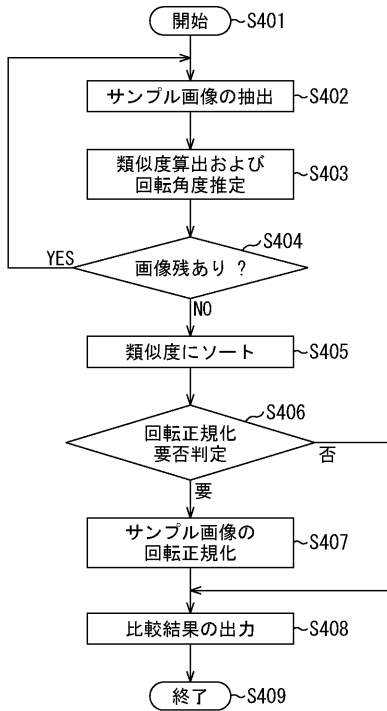 開始 S401
サンプル画像の抽出 S402
類似度算出および
回転角度推定 S403
S404
YES
画像残あり ?
NO
類似度にソート S405
S406
回転正規化
要否判定
否
要
サンプル画像の
回転正規化 S407
比較結果の出力 S408
終了 S409